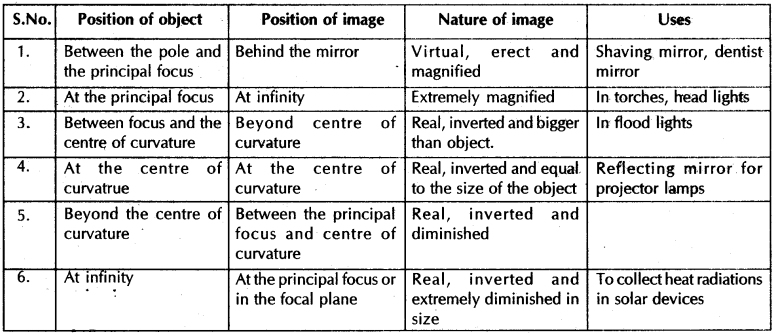 S.No. Position of object Position of image Nature of image Uses
1. Between the pole and Behind the mirror Virtual, erect and Shaving mirror, dentist
the principal focus magnified mirror
2. At the principal focus At infinity Extremely magnified In torches, head lights
3. Between focus and the Beyond centre of Real, inverted and bigger In flood lights
centre of curvature curvature than object.
4. At the centre of At the centre of Real, inverted and equal Reflecting mirror for
curvatrue curvature to the size of the object projector lamps
5. Beyond the centre of Between the principal Real, inverted and
curvature focus and centre of diminished
curvature
6. At infinity At the principal focus or Real, inverted and To collect heat radiations
in the focal plane extremely diminished in in solar devices
size